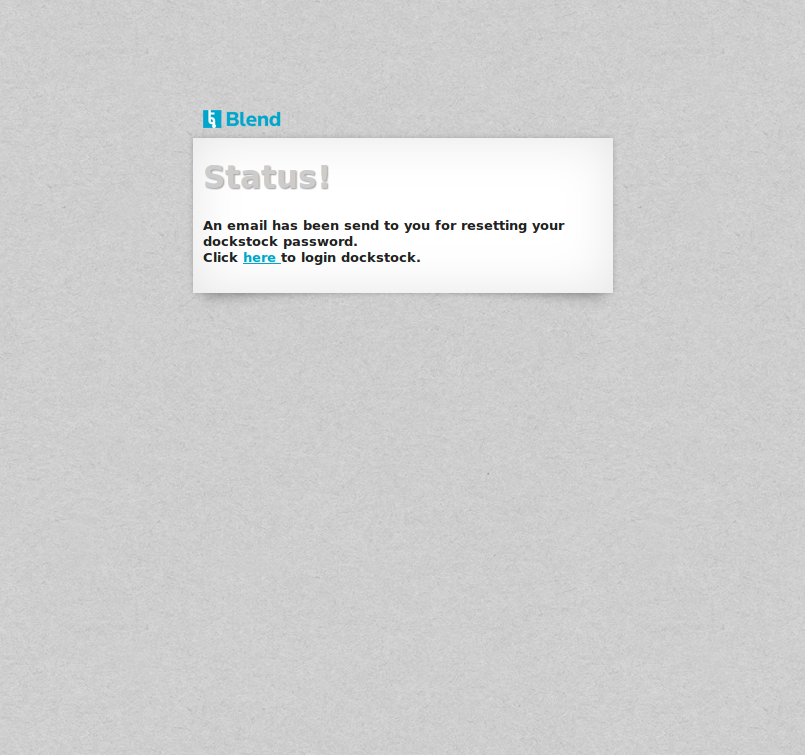 Blend
Status!
An email has been send to you for resetting your
dockstock password.
Click here to login dockstock.